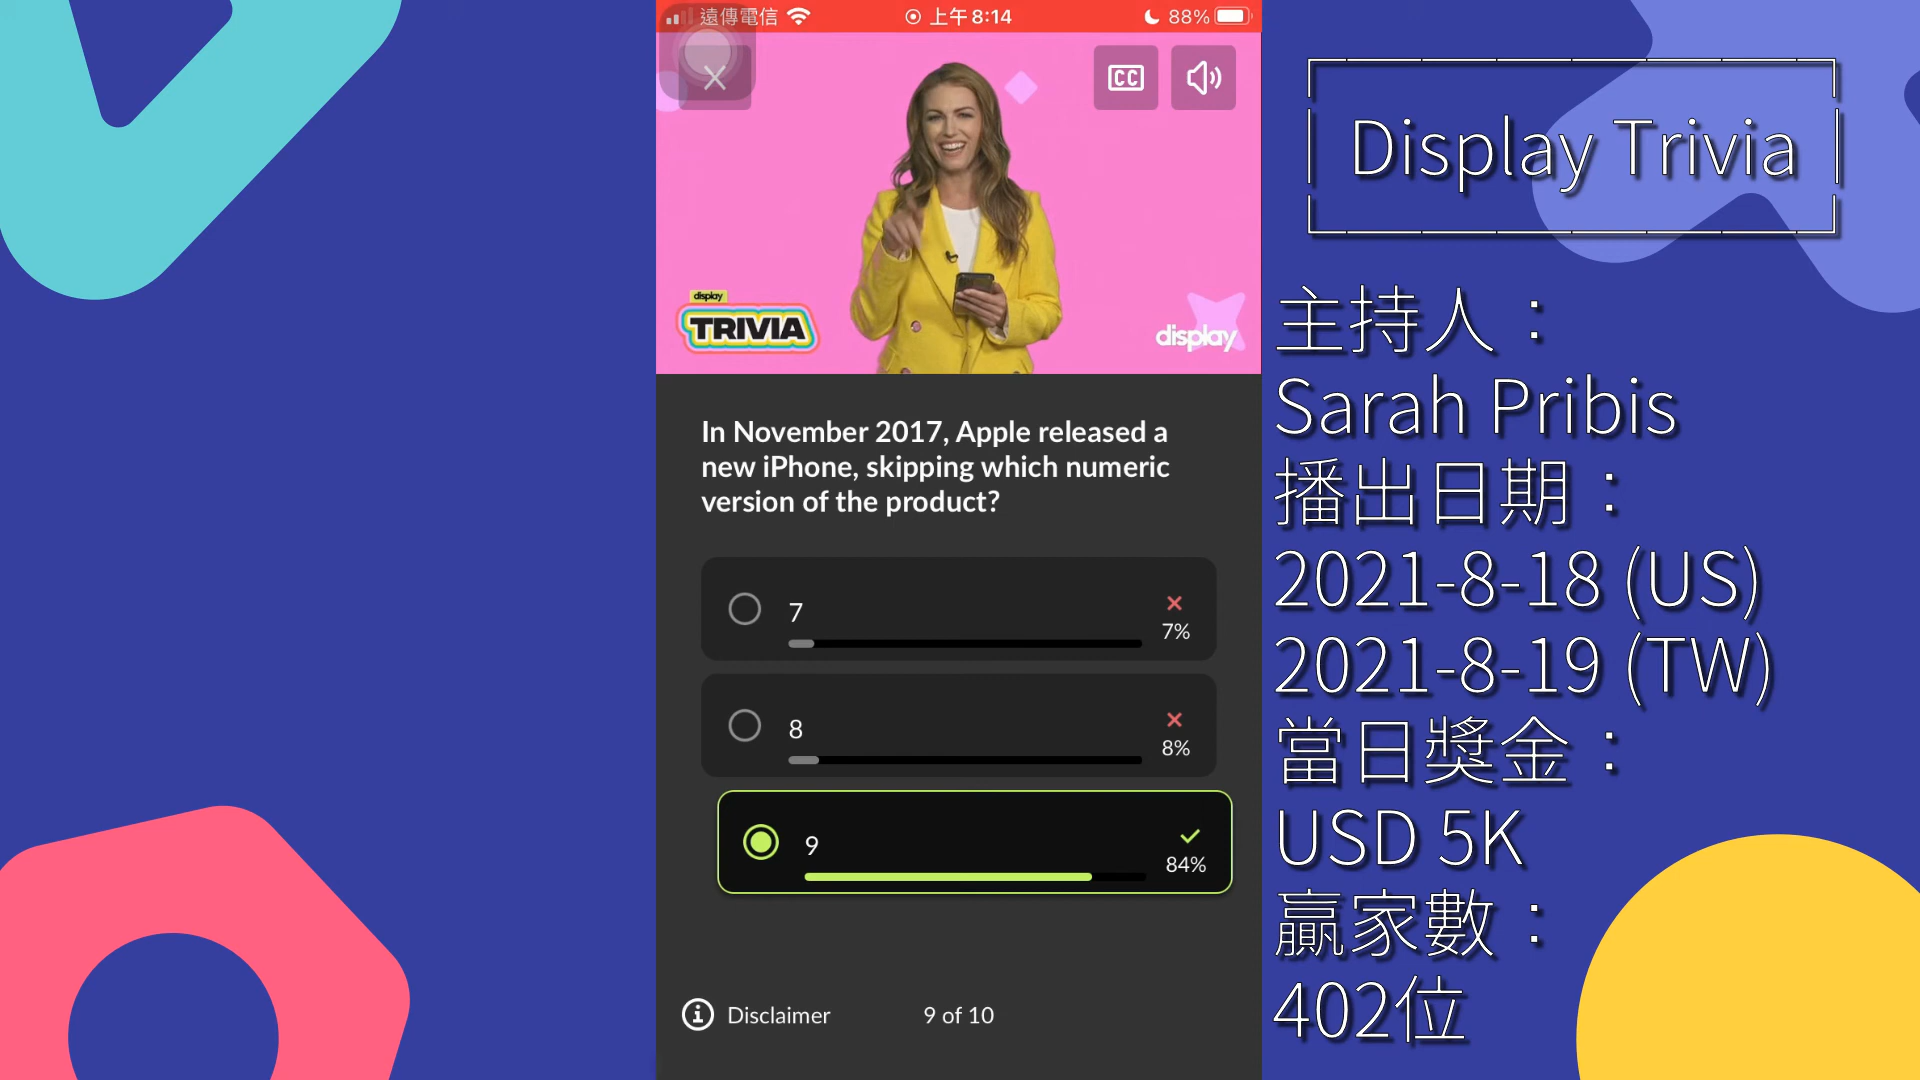 遠傳電信
上午8:14
88%
CC
display
TRIVIA
display
In November 2017, Apple released a
new iPhone, skipping which numeric
version of the product?
7
7%
8
8%
9
84%
Disclaimer
9 of 10
Display Trivia
主持人：
Sarah Pribis
播出日期：
2021-8-18 (US)
2021-8-19 (TW)
當日獎金：
USD 5K
贏家數：
402位